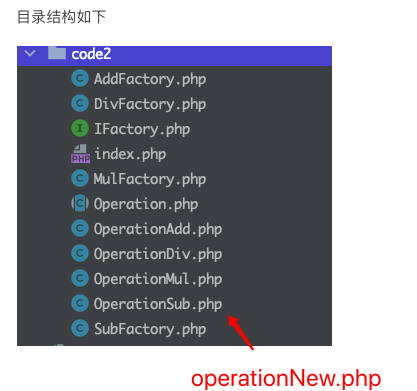 目录结构如下
code2
AddFactory.php
DivFactory.php
IFactory.php
index.php
MulFactory.php
Operation.php
OperationAdd.php
OperationDiv.php
OperationMul.php
OperationSub.php
SubFactory.php
operationNew.php